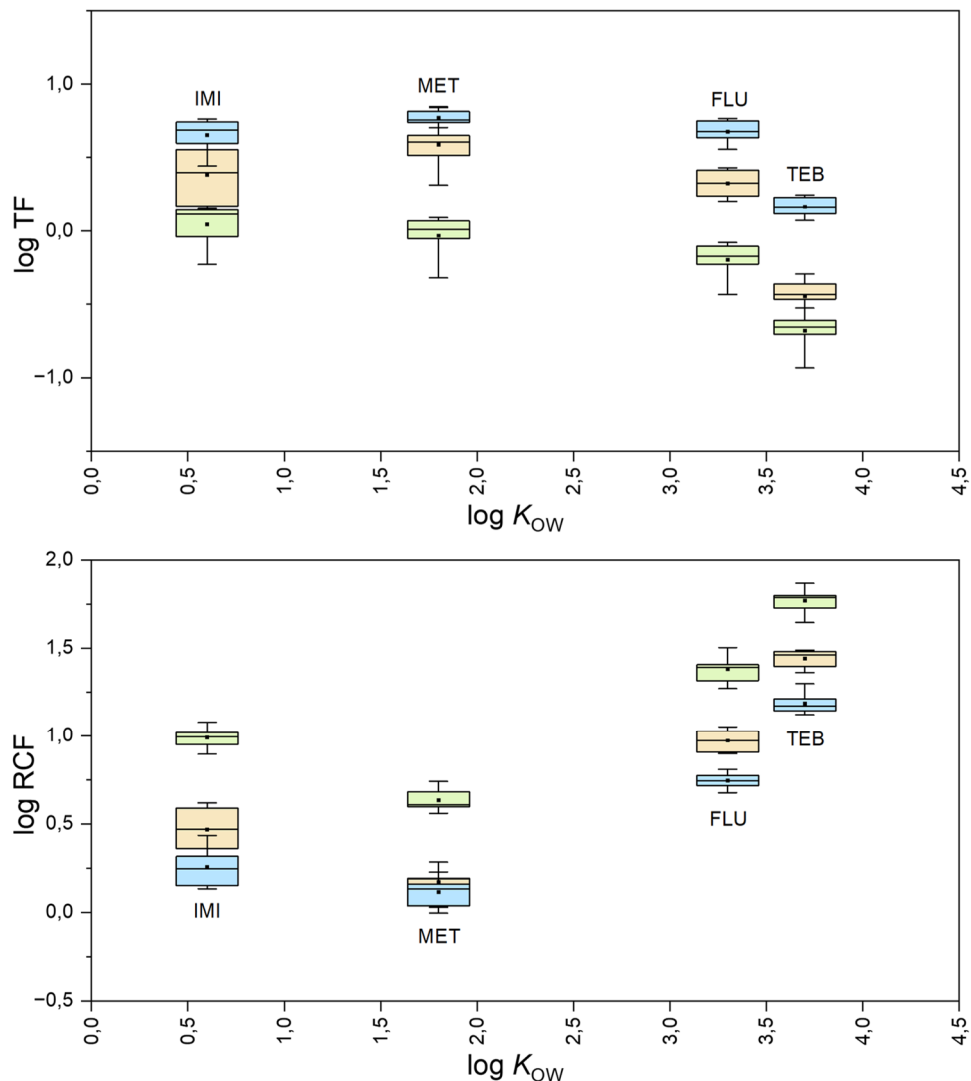 1,0
0,0
−1,0
log TF
IMI
MET
FLU
TEB
0,0 0,5 1,0 1,5 2,0 2,5 3,0 3,5 4,0 4,5
log KOW
2,0
1,5
1,0
0,5
0,0
−0,5
log RCF
TEB
FLU
IMI
MET
0,0 0,5 1,0 1,5 2,0 2,5 3,0 3,5 4,0 4,5
log KOW